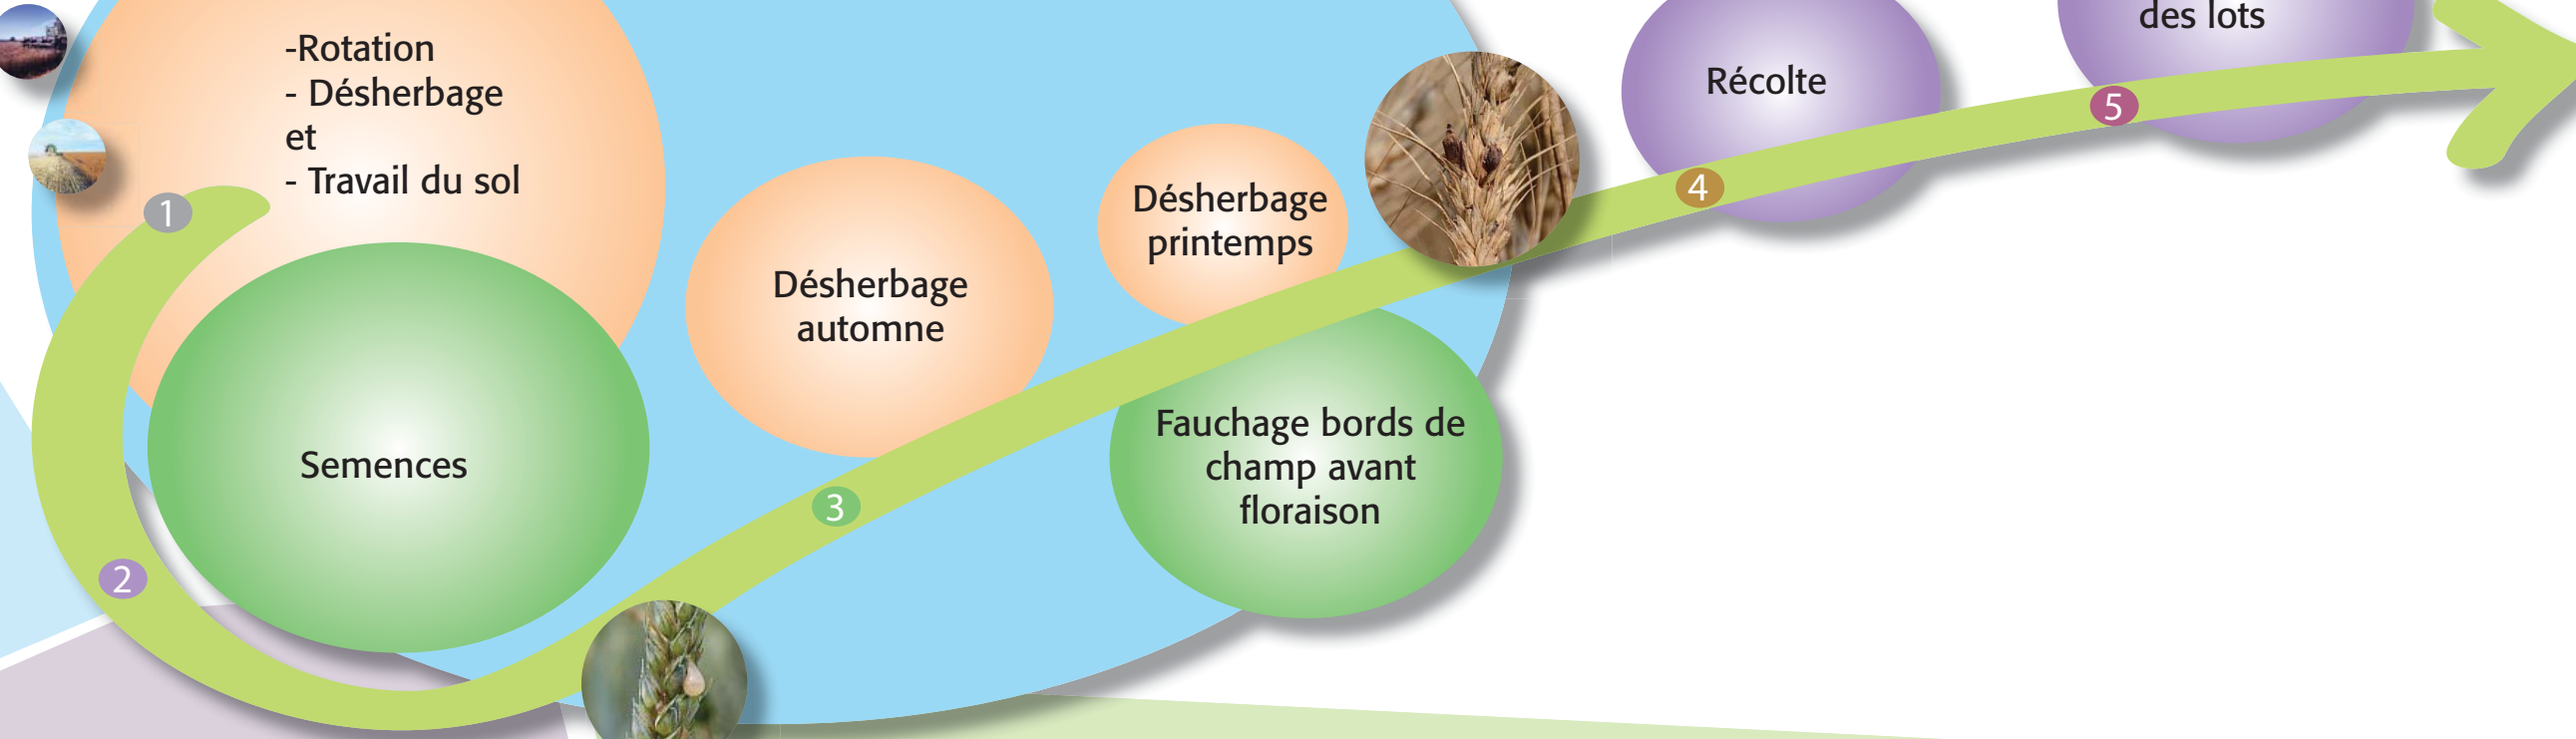 -Rotation
- Désherbage
et
- Travail du sol
1
Semences
2
Désherbage
automne
3
Désherbage
printemps
Fauchage bords de
champ avant
floraison
Récolte
4
des lots
5